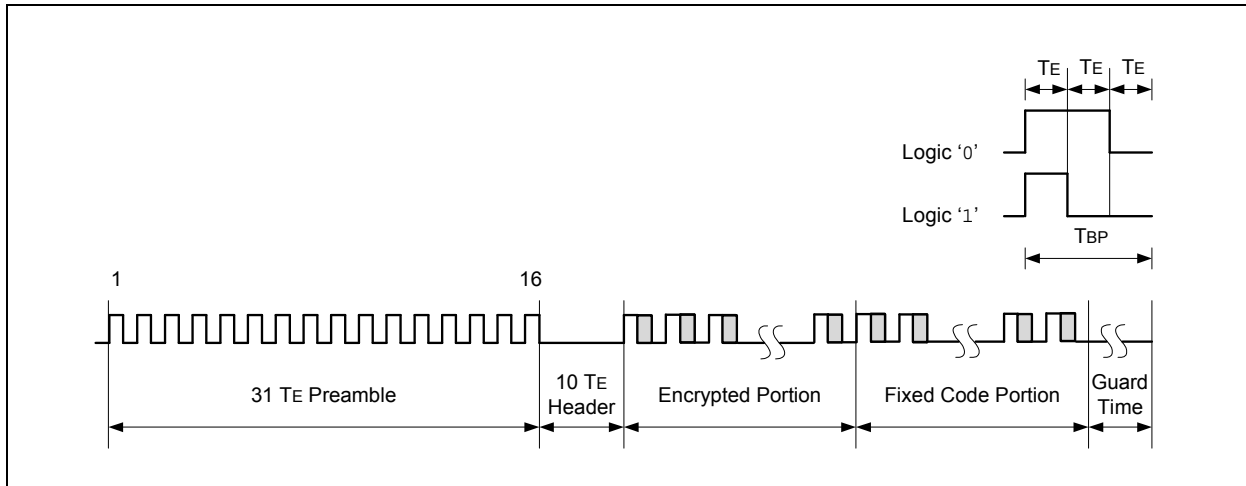 TE TE TE
Logic ‘0’
Logic ‘1’
TBP
1 16
31 TE Preamble
10 TE
Header
Encrypted Portion
Fixed Code Portion
Guard
Time